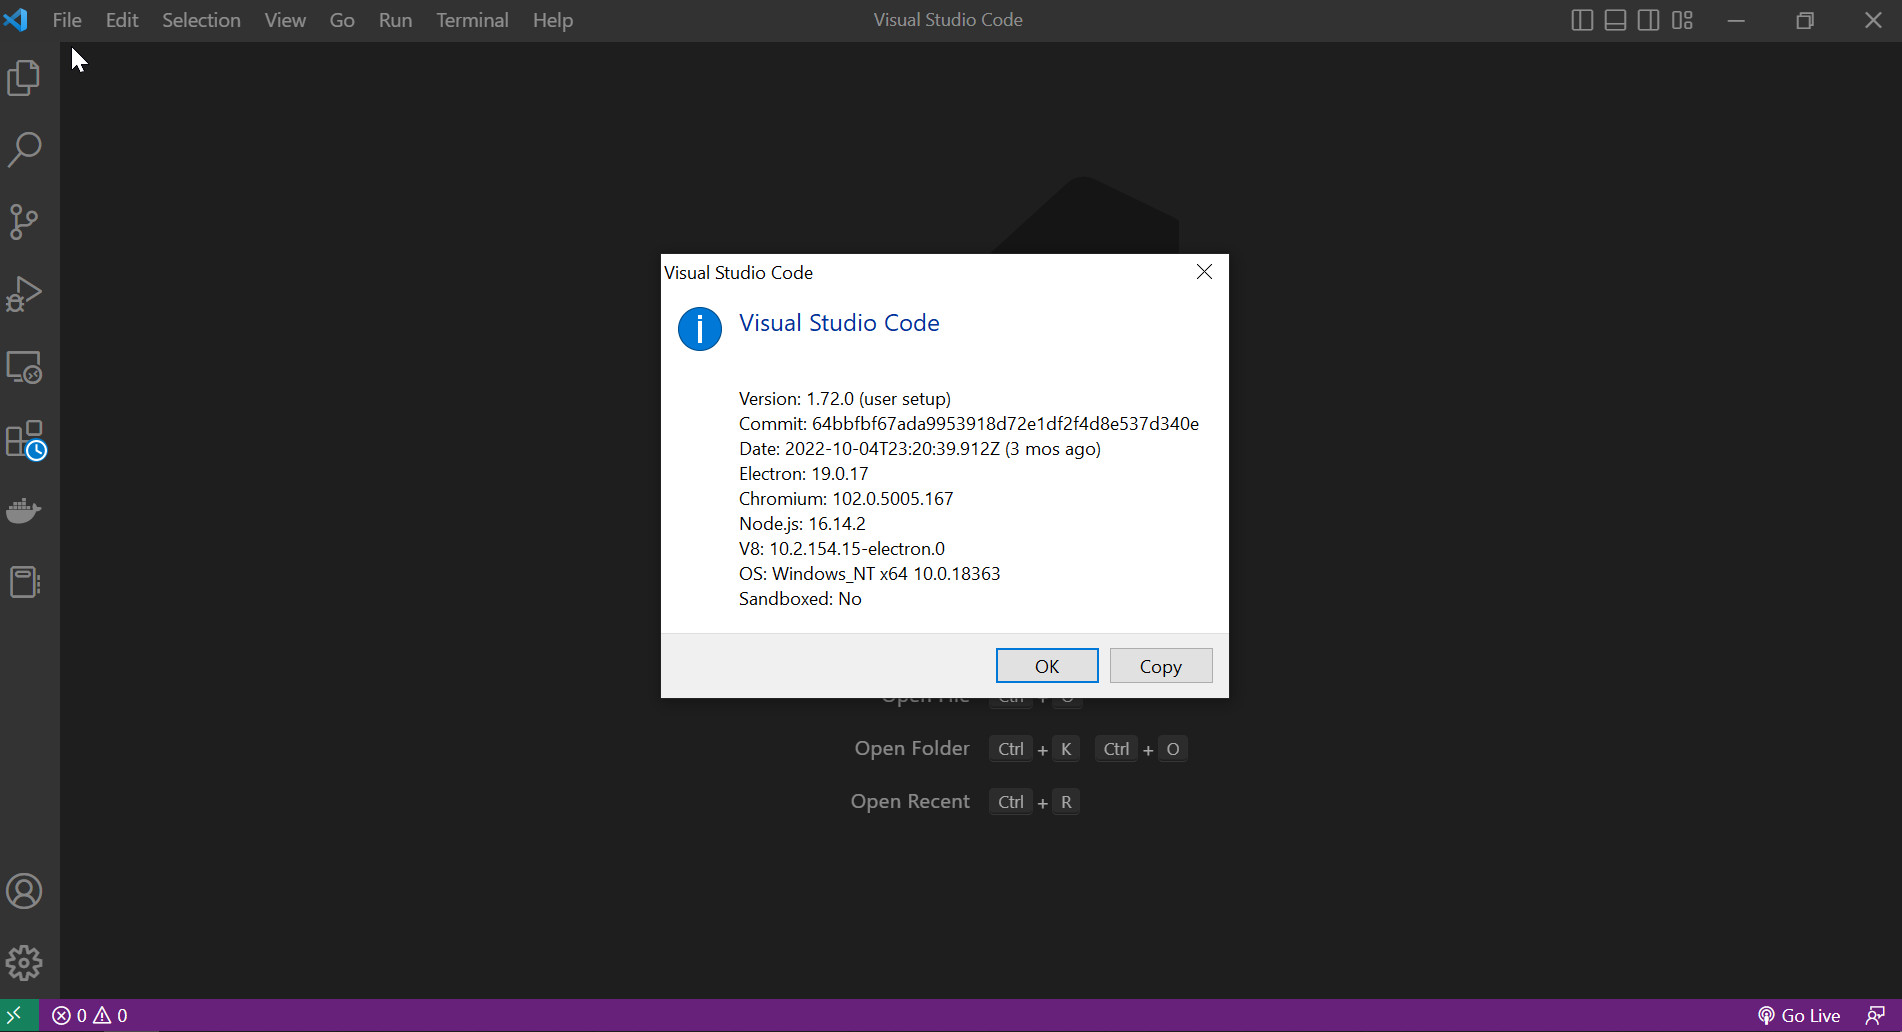 File Edit Selection View Go Run Terminal Help Visual Studio Code
Visual Studio Code
Visual Studio Code
Version: 1.72.0 (user setup)
Commit: 64bbfbf67ada9953918d72e1df2f4d8e537d340e
Date: 2022-10-04T23:20:39.912Z (3 mos ago)
Electron: 19.0.17
Chromium: 102.0.5005.167
Node.js: 16.14.2
V8: 10.2.154.15-electron.0
OS: Windows_NT x64 10.0.18363
Sandboxed: No
OK Copy
Open File Ctrl + O
Open Folder Ctrl + K Ctrl + O
Open Recent Ctrl + R
0 0 Go Live